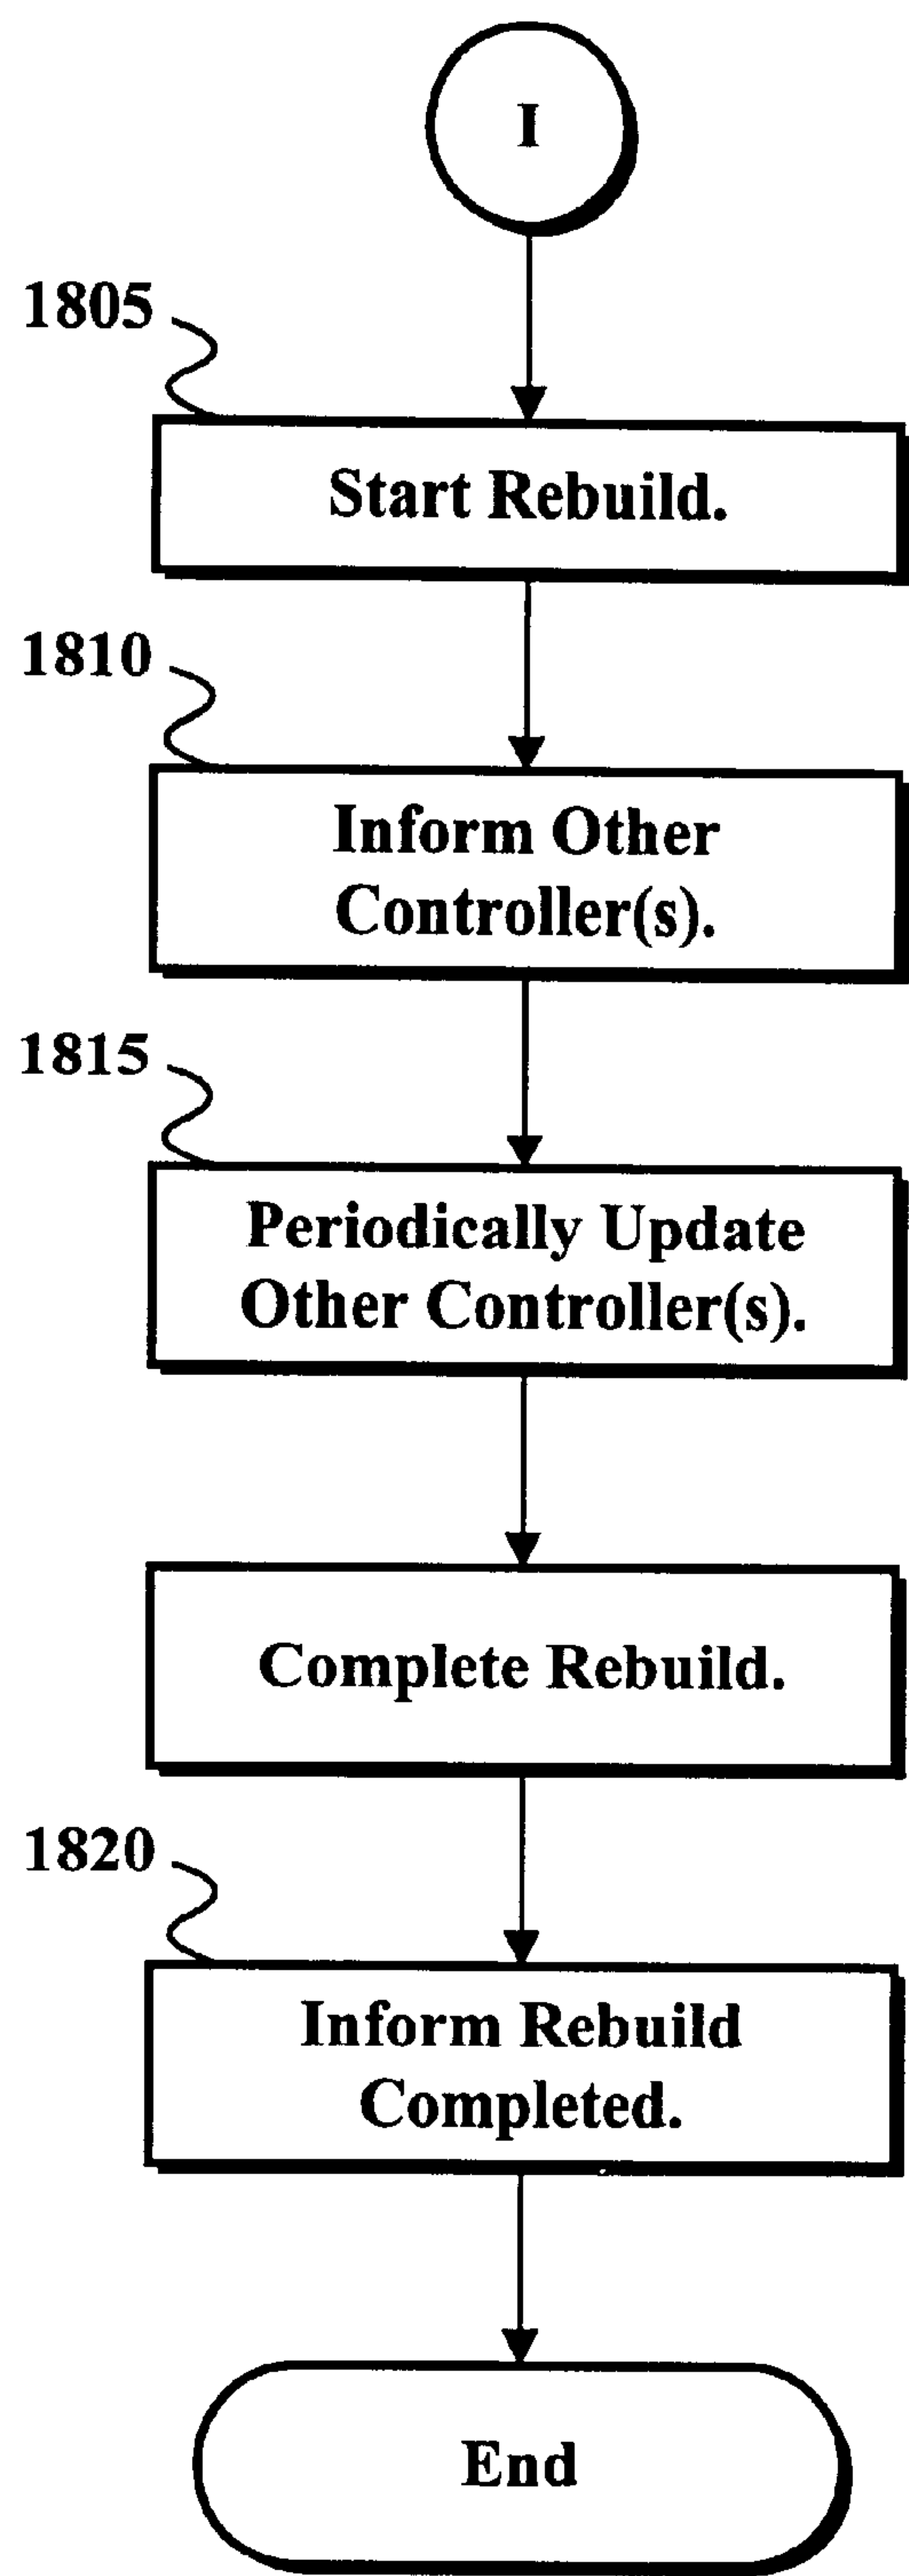 I
1805
Start Rebuild.
1810
Inform Other
Controller(s).
1815
Periodically Update
Other Controller(s).
Complete Rebuild.
1820
Inform Rebuild
Completed.
End